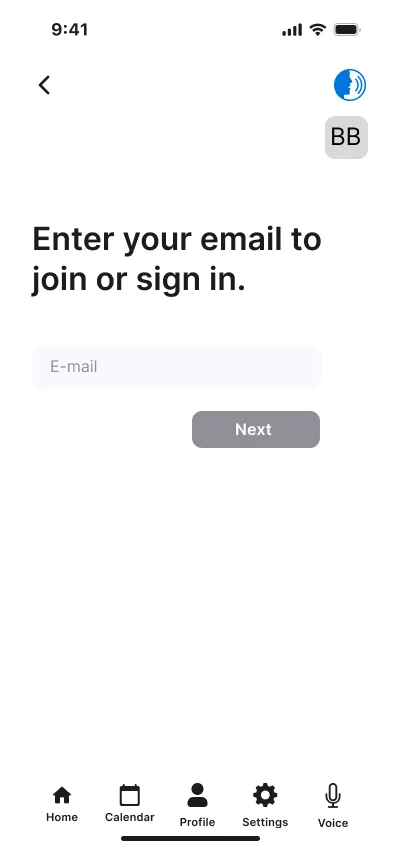 9:41
BB
Enter your email to
join or sign in.
E-mail
Next
Home
Calendar
Profile
Settings
Voice